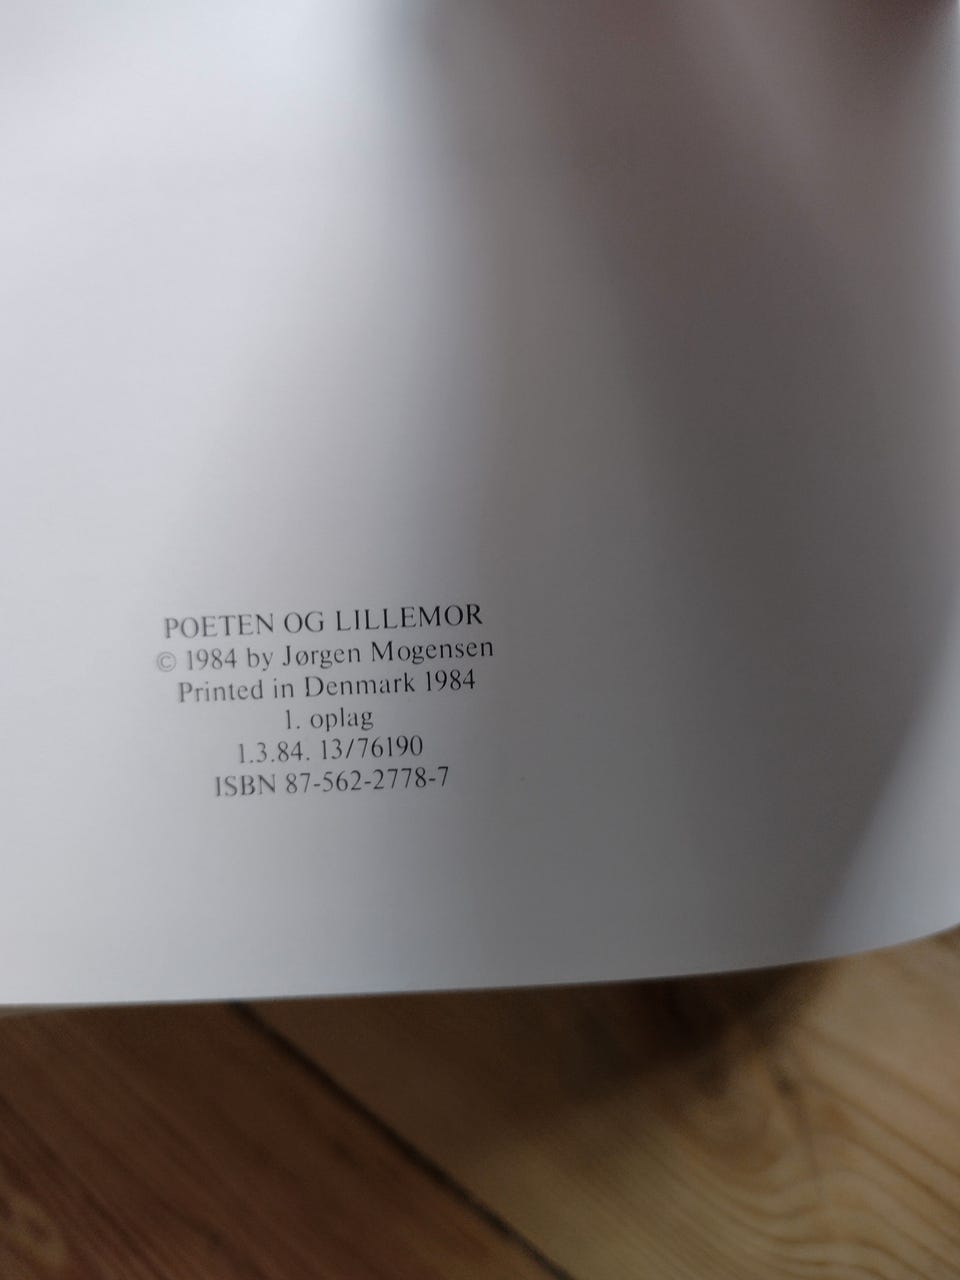 POETEN OG LILLEMOR
© 1984 by Jørgen Mogensen
Printed in Denmark 1984
1. oplag
1.3.84. 13/76190
ISBN 87-562-2778-7